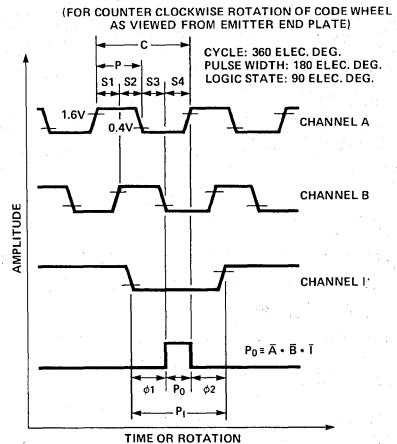 (FOR COUNTER CLOCKWISE ROTATION OF CODE WHEEL
AS VIEWED FROM EMITTER END PLATE)
C
CYCLE: 360 ELEC. DEG.
PULSE WIDTH: 180 ELEC. DEG.
LOGIC STATE: 90 ELEC. DEG.
P
S1 S2 S3 S4
1.6V
0.4V
CHANNEL A
CHANNEL B
CHANNEL I
P₀ ≡ A̅ • B̅ • I̅
ϕ1 P₀ ϕ2
P_I
AMPLITUDE
TIME OR ROTATION